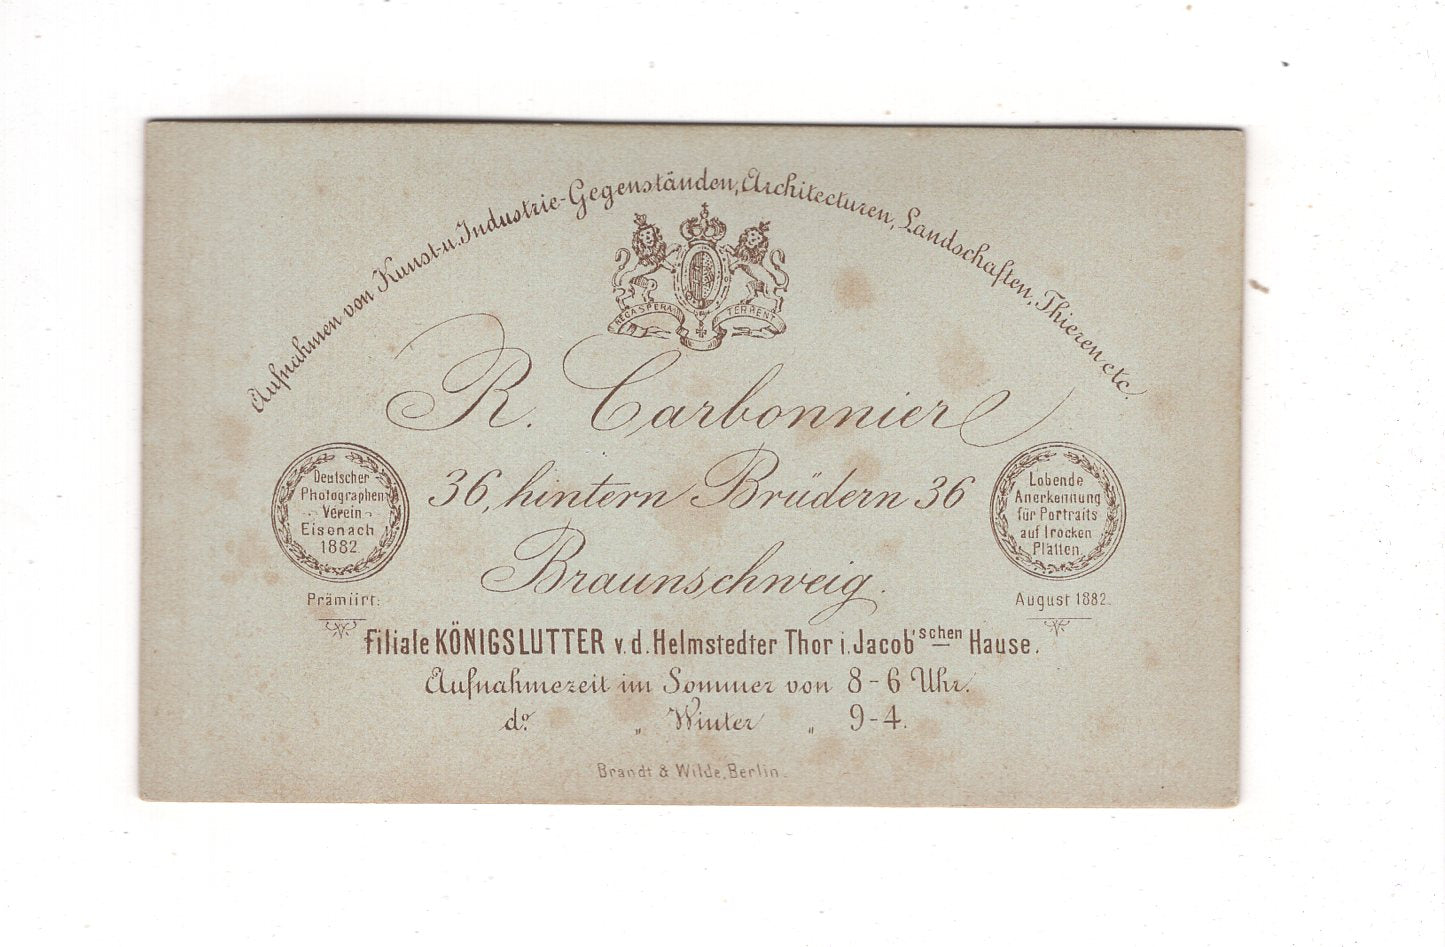 Aufnahmen von Kunst- u. Industrie-Gegenständen, Architecturen, Landschaften, Thieren etc.
NEC ASPERA TERRENT
R. Carbonnier
36, hintern Brüdern 36
Braunschweig.
Deutscher
Photographen
Verein
Eisenach
1882
Prämiirt:
Lobende
Anerkennung
für Portraits
auf trocken
Platten.
August 1882.
Filiale KÖNIGSLUTTER v. d. Helmstedter Thor i. Jacob'schen Hause.
Aufnahmezeit im Sommer von 8-6 Uhr.
do. „ Winter „ 9-4.
Brandt & Wilde, Berlin.